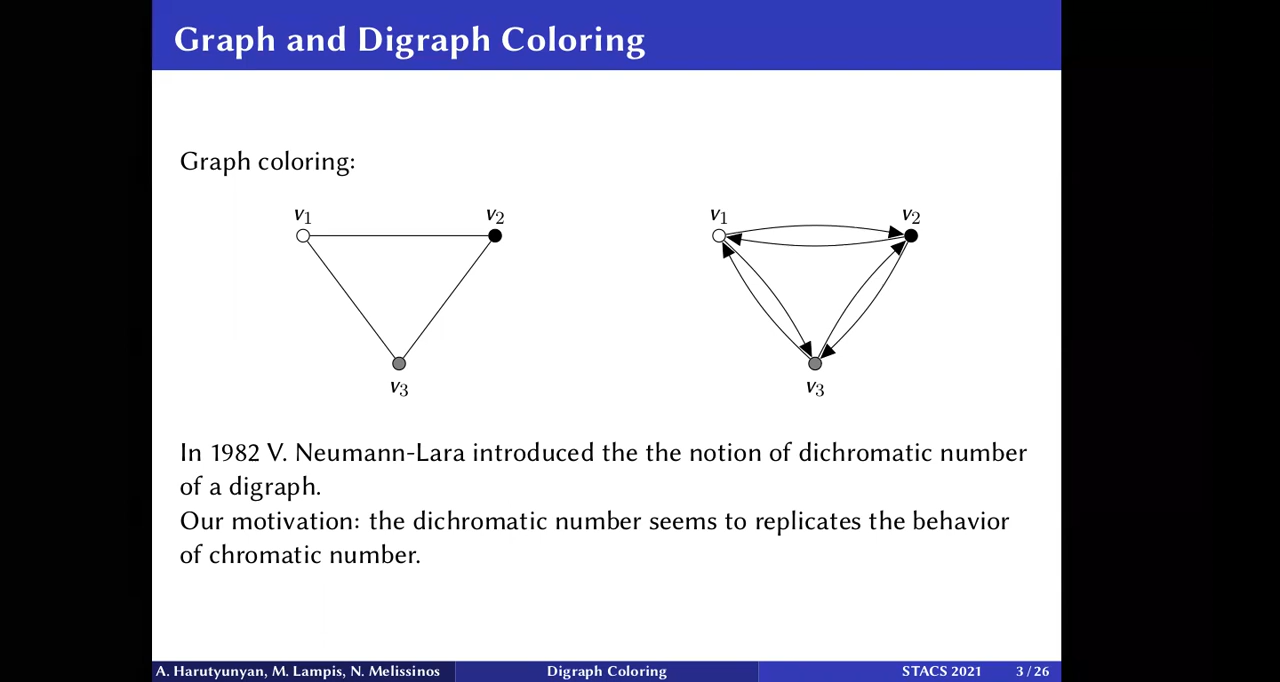 Graph and Digraph Coloring
Graph coloring:
v1
v2
v3
v1
v2
v3
In 1982 V. Neumann-Lara introduced the the notion of dichromatic number
of a digraph.
Our motivation: the dichromatic number seems to replicates the behavior
of chromatic number.
A. Harutyunyan, M. Lampis, N. Melissinos
Digraph Coloring
STACS 2021
3 / 26